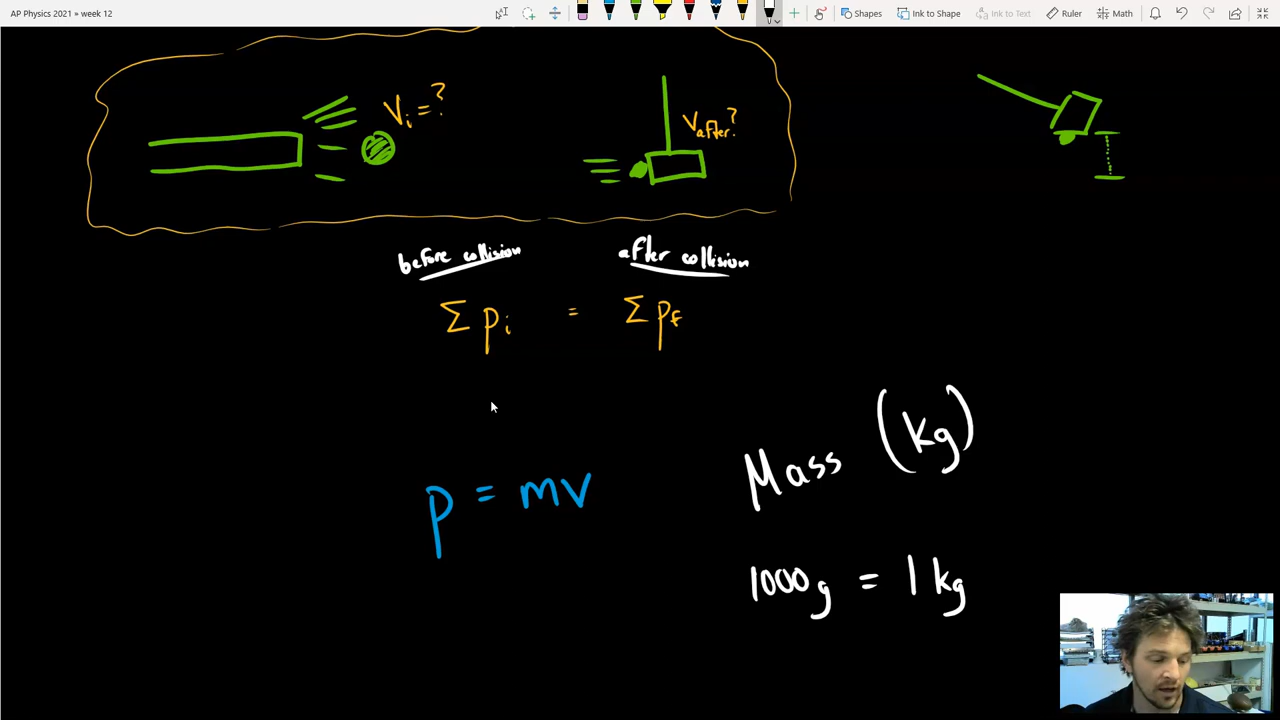 AP Physics 2021 » week 12
Shapes
Ink to Shape
Ink to Text
Ruler
Math
Vi = ?
Vafter?
before collision
after collision
Σ pi = Σ pf
Mass (kg)
p = mv
1000g = 1 kg